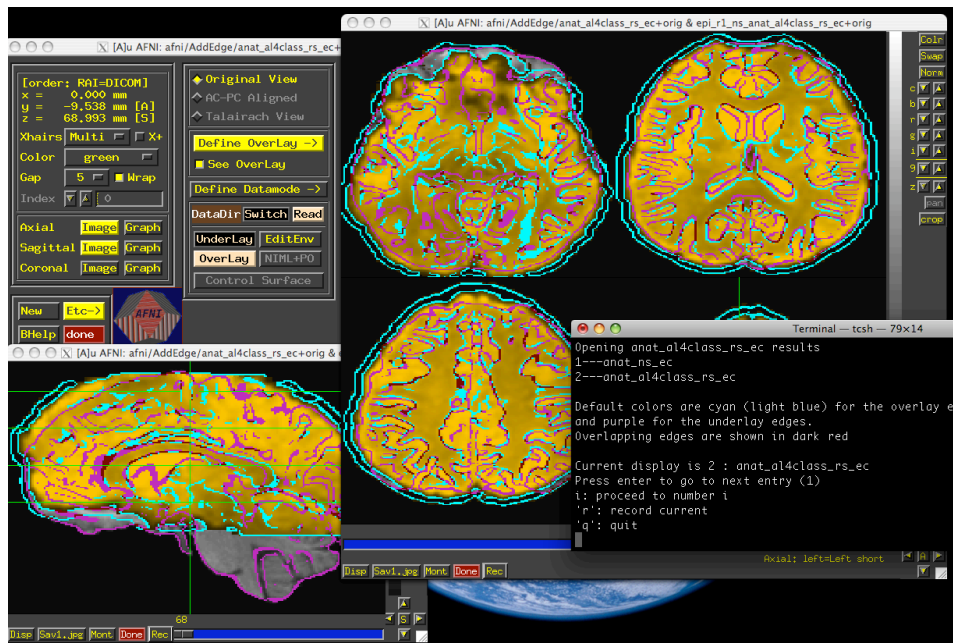 [A]u AFNI: afni/AddEdge/anat_al4class_rs_ec+
[order: RAI=DICOM]
x = 0.000 mm
y = -9.538 mm [A]
z = 68.993 mm [S]
Xhairs Multi X+
Color green
Gap 5 Wrap
Index 0
Axial Image Graph
Sagittal Image Graph
Coronal Image Graph
New Etc->
BHelp done
AFNI
Original View
AC-PC Aligned
Talairach View
Define OverLay ->
See OverLay
Define Datamode ->
DataDir Switch Read
UnderLay EditEnv
OverLay NIML+PO
Control Surface
[A]u AFNI: afni/AddEdge/anat_al4class_rs_ec+orig & epi_r1_ns_anat_al4class_rs_ec+orig
Colr
Swap
Norm
c
b
r
g
i
9
z
pan
crop
Axial: left=Left short
A
Disp Sav1.jpg Mont Done Rec
[A]u AFNI: afni/AddEdge/anat_al4class_rs_ec+orig &
68
S
Disp Sav1.jpg Mont Done Rec
Terminal — tcsh — 79×14
Opening anat_al4class_rs_ec results
1---anat_ns_ec
2---anat_al4class_rs_ec
Default colors are cyan (light blue) for the overlay e
and purple for the underlay edges.
Overlapping edges are shown in dark red
Current display is 2 : anat_al4class_rs_ec
Press enter to go to next entry (1)
i: proceed to number i
'r': record current
'q': quit